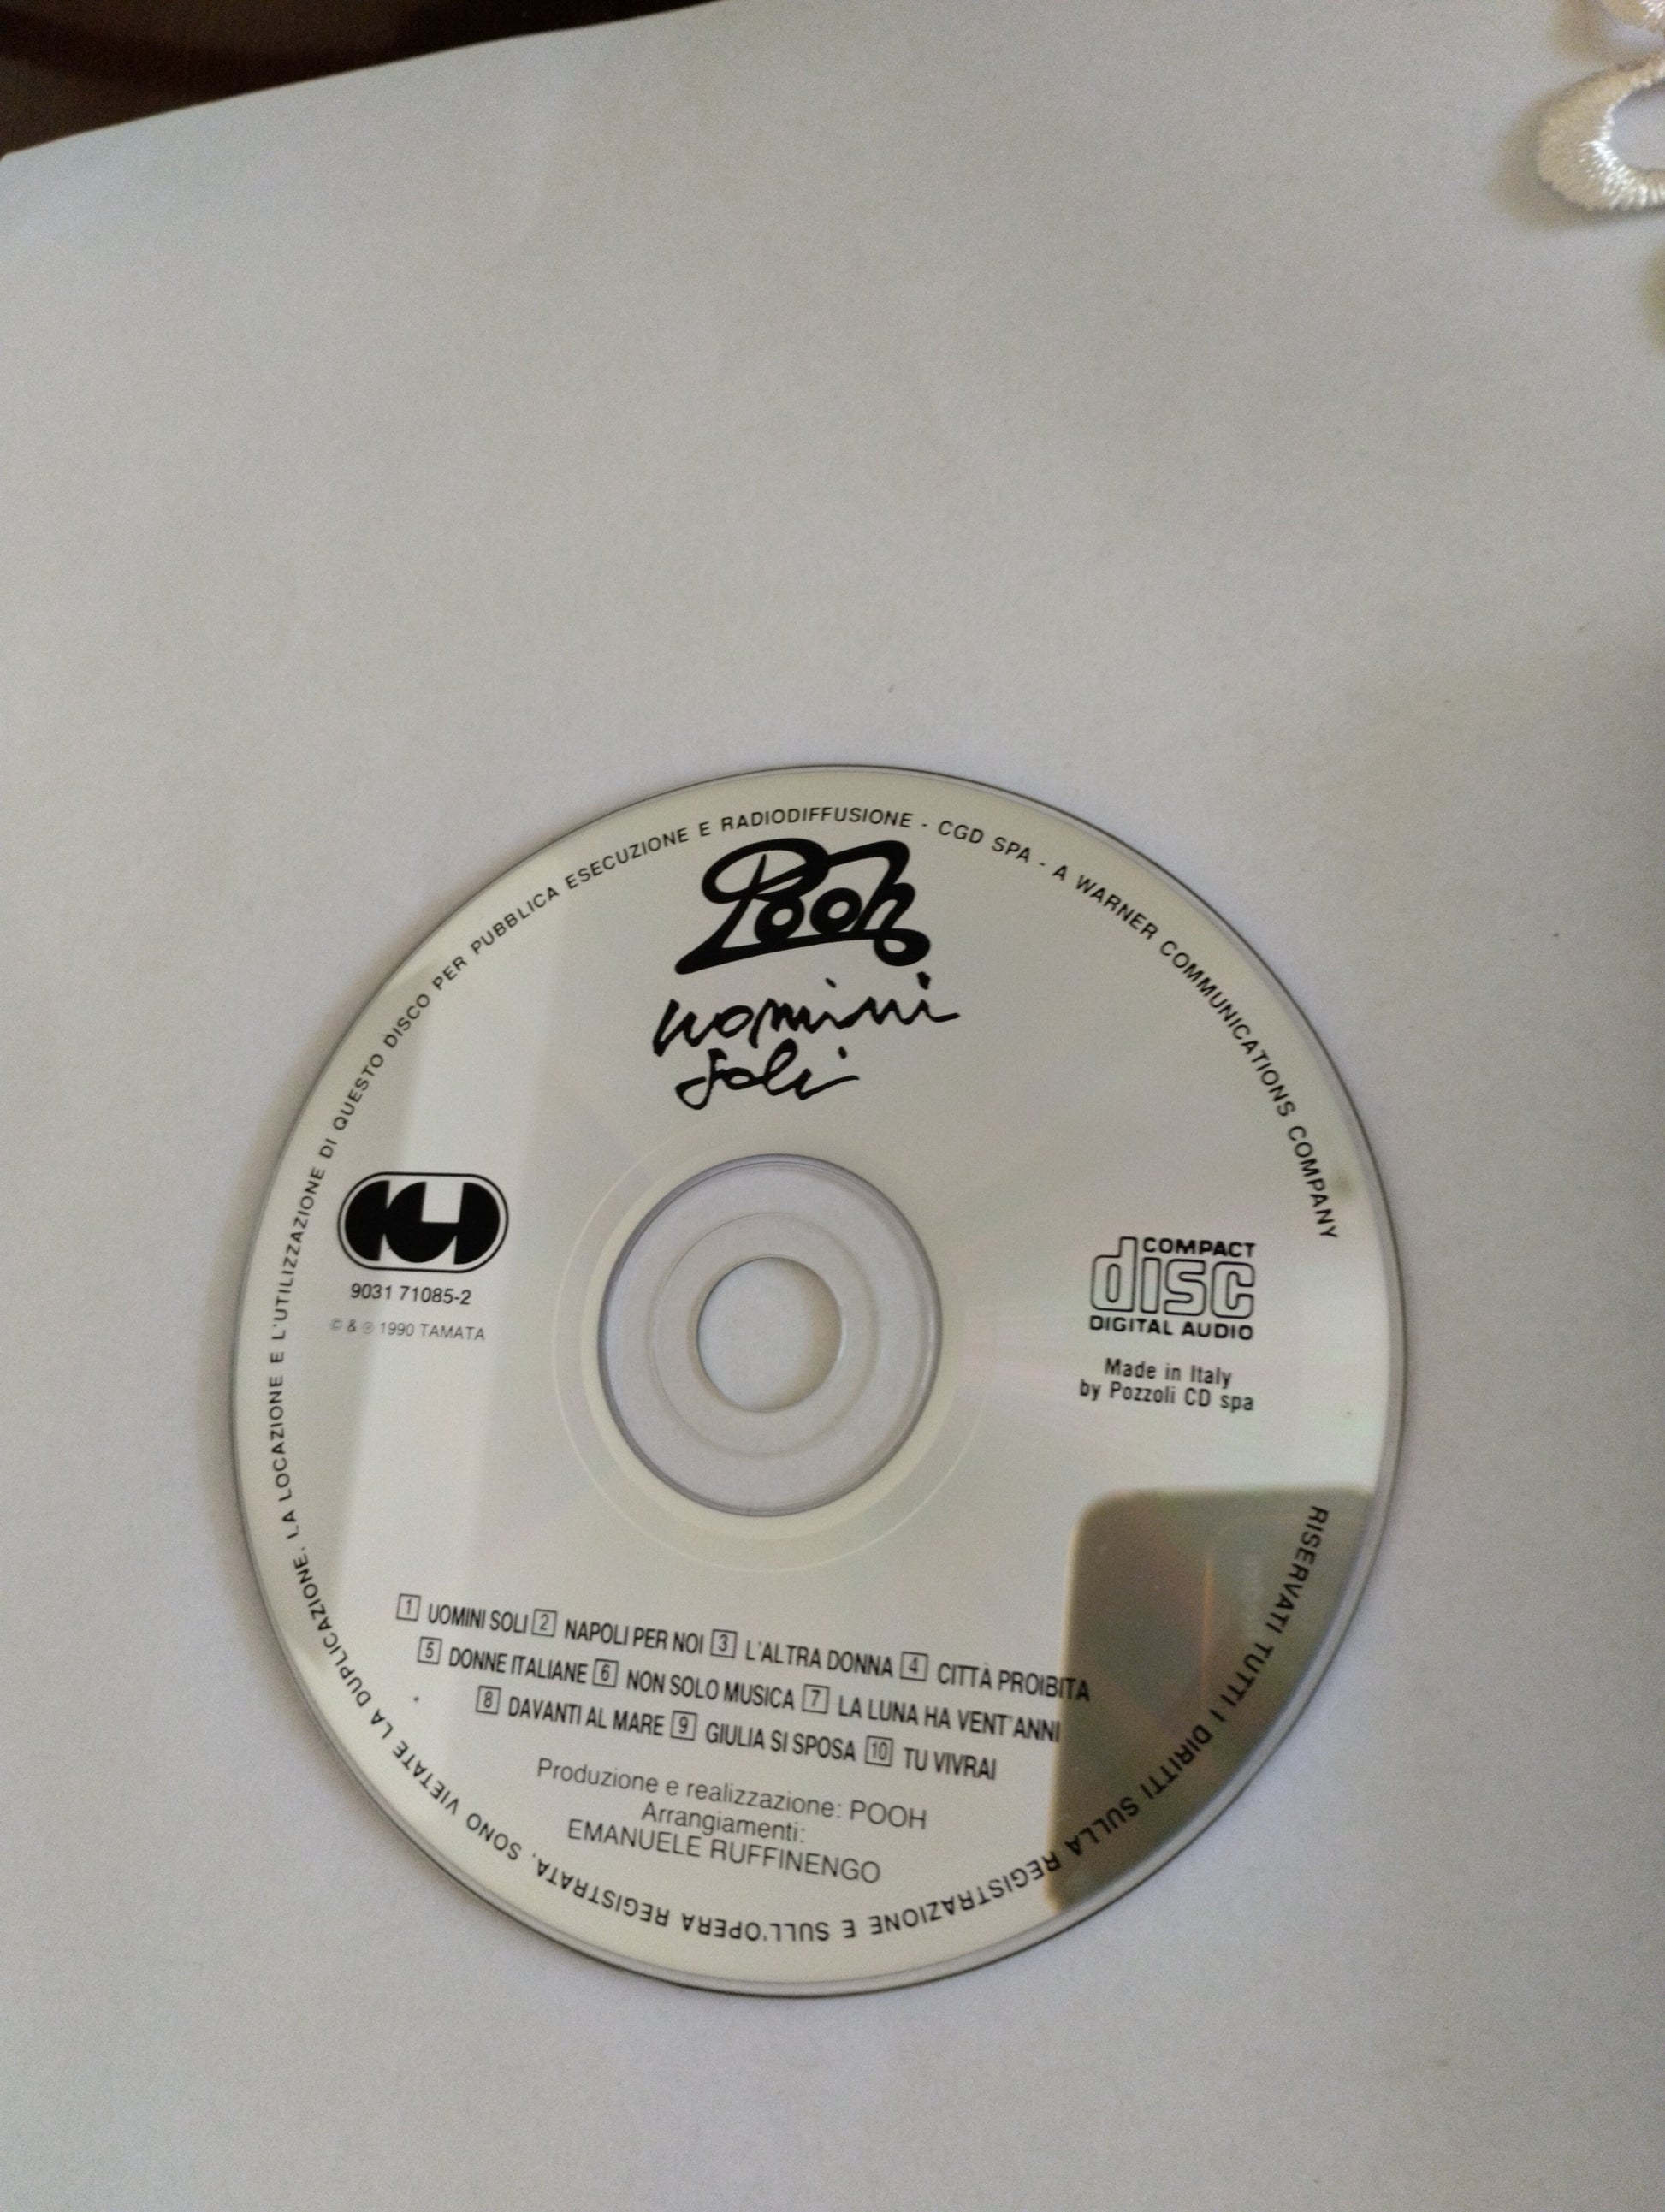 RISERVATI TUTTI I DIRITTI SULLA REGISTRAZIONE E SULL'OPERA REGISTRATA. SONO VIETATE LA DUPLICAZIONE. LA LOCAZIONE E L'UTILIZZAZIONE DI QUESTO DISCO PER PUBBLICA ESECUZIONE E RADIODIFFUSIONE - CGD SPA - A WARNER COMMUNICATIONS COMPANY
Pooh
uomini
soli
9031 71085-2
© & ℗ 1990 TAMATA
COMPACT
disc
DIGITAL AUDIO
Made in Italy
by Pozzoli CD spa
1 UOMINI SOLI 2 NAPOLI PER NOI 3 L'ALTRA DONNA 4 CITTÀ PROIBITA
5 DONNE ITALIANE 6 NON SOLO MUSICA 7 LA LUNA HA VENT'ANNI
8 DAVANTI AL MARE 9 GIULIA SI SPOSA 10 TU VIVRAI
Produzione e realizzazione: POOH
Arrangiamenti:
EMANUELE RUFFINENGO